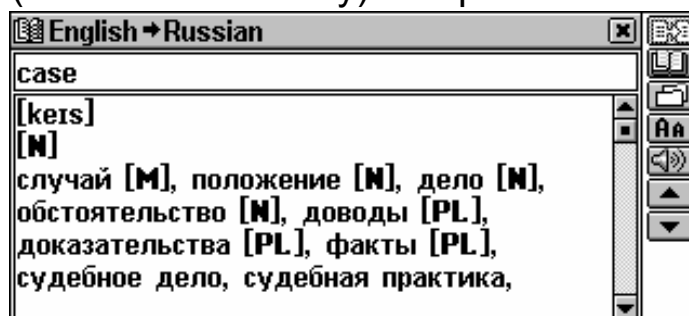 English → Russian
case
[keɪs]
[N]
случай [M], положение [N], дело [N],
обстоятельство [N], доводы [PL],
доказательства [PL], факты [PL],
судебное дело, судебная практика,